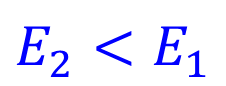 E₂ < E₁